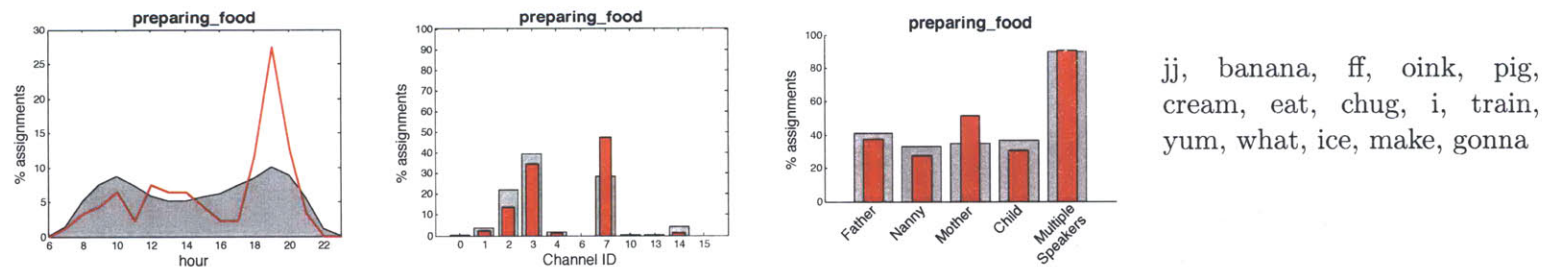 preparing_food
30
25
20
15
10
5
0
% assignments
6 8 10 12 14 16 18 20 22
hour
preparing_food
100
90
80
70
60
50
40
30
20
10
0
% assignments
0 1 2 3 4 6 7 10 13 14 15
Channel ID
preparing_food
100
80
60
40
20
0
% assignments
Father
Nanny
Mother
Child
Multiple
Speakers
jj, banana, ff, oink, pig,
cream, eat, chug, i, train,
yum, what, ice, make, gonna